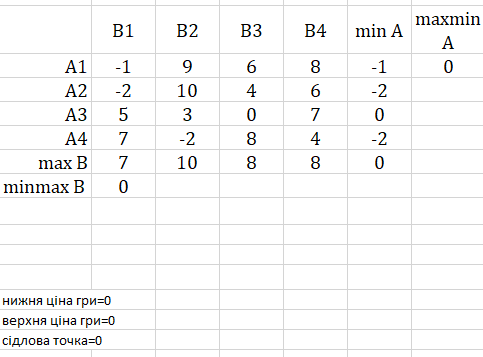 B1 B2 B3 B4 min A maxmin A
A1 -1 9 6 8 -1 0
A2 -2 10 4 6 -2
A3 5 3 0 7 0
A4 7 -2 8 4 -2
max B 7 10 8 8 0
minmax B 0
нижня ціна гри=0
верхня ціна гри=0
сідлова точка=0